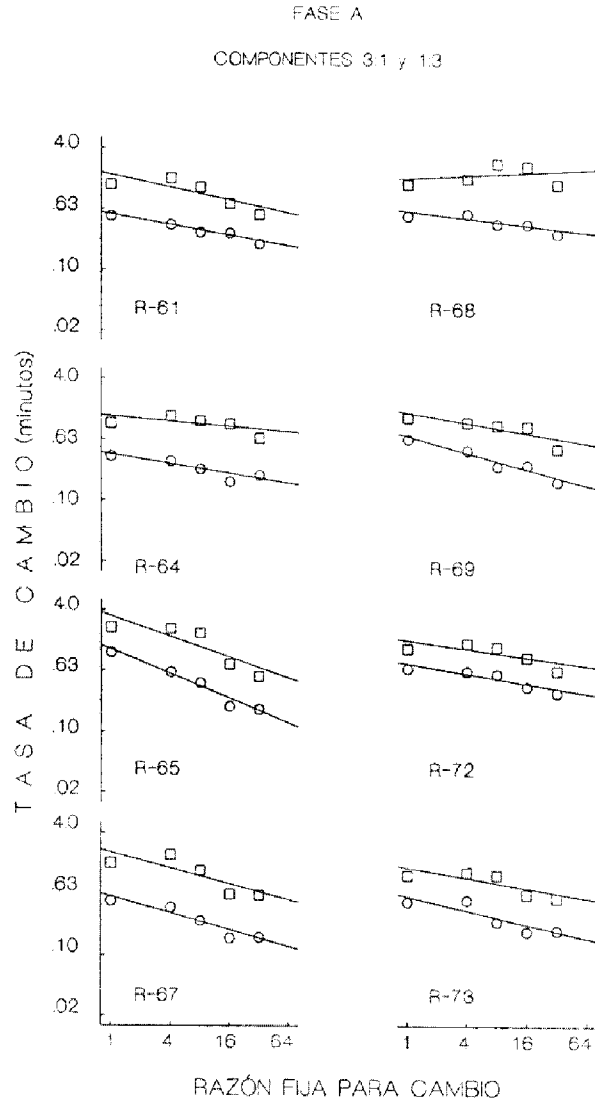 FASE A
COMPONENTES 3:1 y 1:3
TASA DE CAMBIO (minutos)
4.0
.63
.10
.02
R-61
R-68
4.0
.63
.10
.02
R-64
R-69
4.0
.63
.10
.02
R-65
R-72
4.0
.63
.10
.02
R-67
R-73
1 4 16 64 1 4 16 64
RAZÓN FIJA PARA CAMBIO